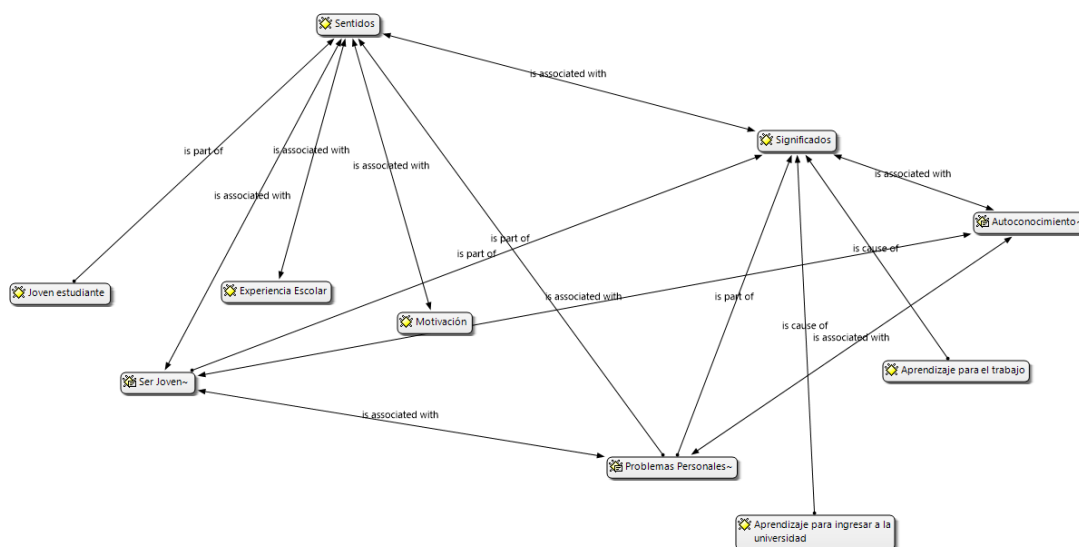 Sentidos
is associated with
Significados
is part of
is associated with
is associated with
is associated with
is associated with
Autoconocimiento~
is part of
is part of
is cause of
Joven estudiante
Experiencia Escolar
is associated with
is part of
Motivación
is cause of
is associated with
Aprendizaje para el trabajo
Ser Joven~
is associated with
Problemas Personales~
Aprendizaje para ingresar a la
universidad